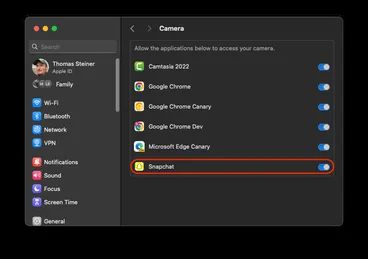 Camera
Search
Thomas Steiner
Apple ID
Family
Wi-Fi
Bluetooth
Network
VPN
Notifications
Sound
Focus
Screen Time
General
Allow the applications below to access your camera.
Camtasia 2022
Google Chrome
Google Chrome Canary
Google Chrome Dev
Microsoft Edge Canary
Snapchat